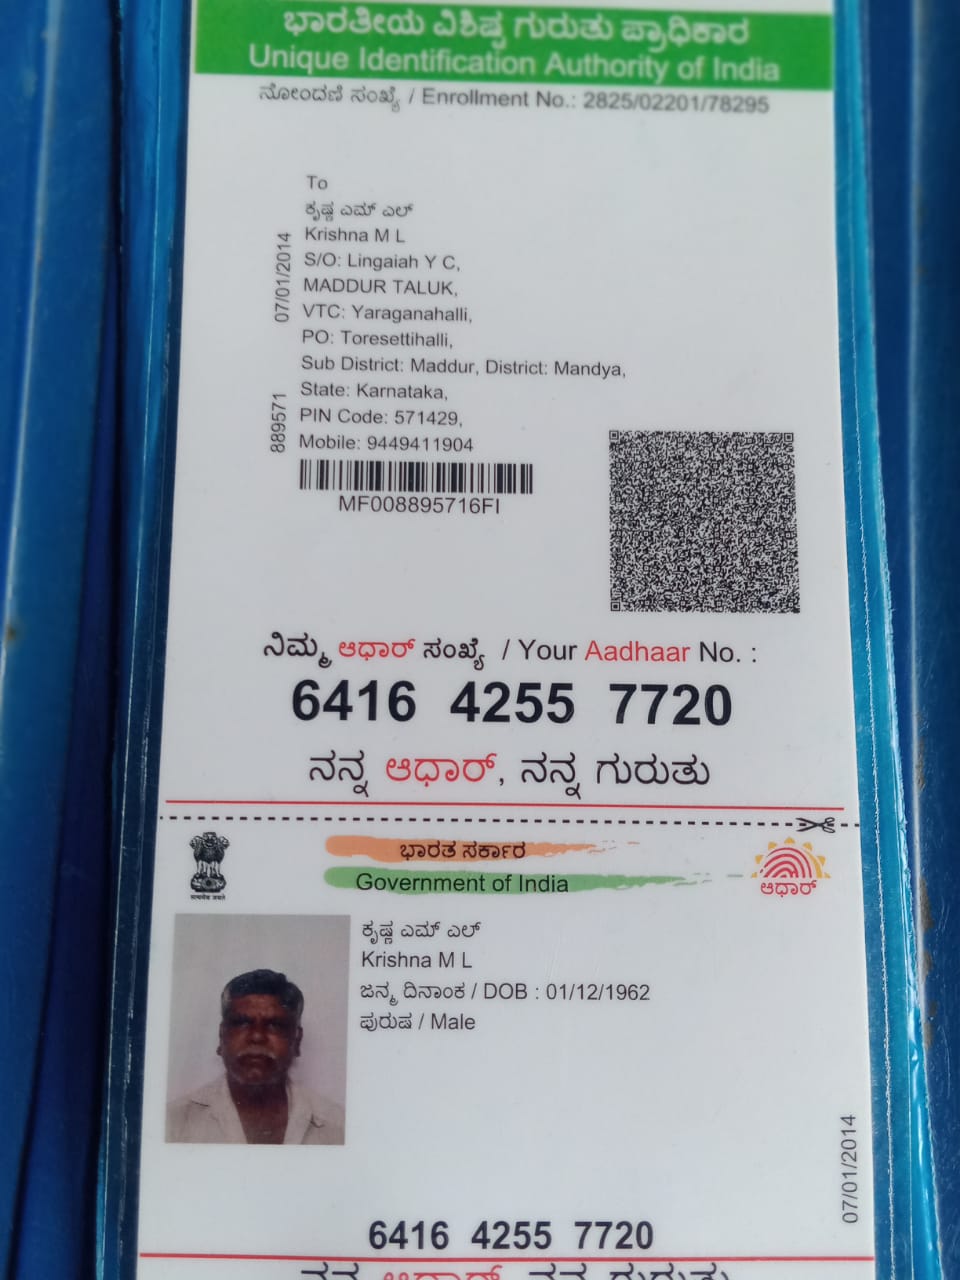 ಭಾರತೀಯ ವಿಶಿಷ್ಟ ಗುರುತು ಪ್ರಾಧಿಕಾರ
Unique Identification Authority of India
ನೋಂದಣಿ ಸಂಖ್ಯೆ / Enrollment No.: 2825/02201/78295
To
ಕೃಷ್ಣ ಎಮ್ ಎಲ್
Krishna M L
S/O: Lingaiah Y C,
MADDUR TALUK,
VTC: Yaraganahalli,
PO: Toresettihalli,
Sub District: Maddur, District: Mandya,
State: Karnataka,
PIN Code: 571429,
Mobile: 9449411904
07/01/2014
889571
MF008895716FI
ನಿಮ್ಮ ಆಧಾರ್ ಸಂಖ್ಯೆ / Your Aadhaar No. :
6416 4255 7720
ನನ್ನ ಆಧಾರ್, ನನ್ನ ಗುರುತು
ಭಾರತ ಸರ್ಕಾರ
Government of India
सत्यमेव जयते
ಆಧಾರ್
ಕೃಷ್ಣ ಎಮ್ ಎಲ್
Krishna M L
ಜನ್ಮ ದಿನಾಂಕ / DOB : 01/12/1962
ಪುರುಷ / Male
07/01/2014
6416 4255 7720